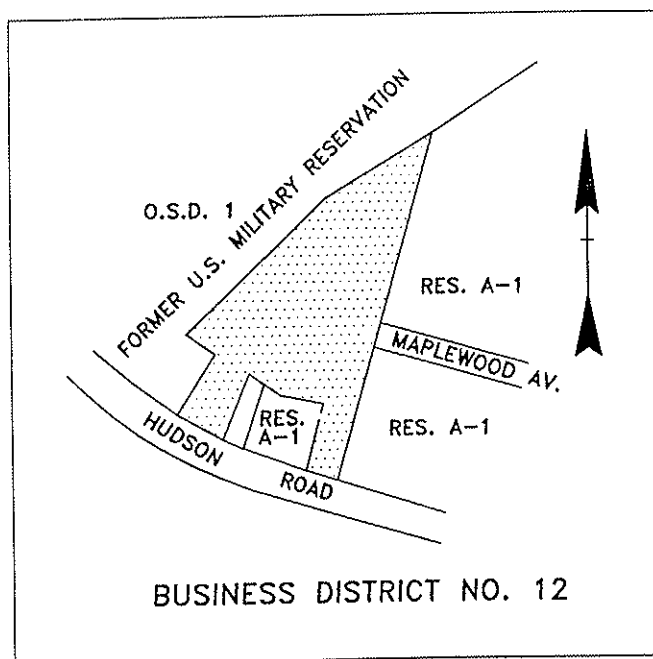 FORMER U.S. MILITARY RESERVATION
O.S.D. 1
RES. A-1
MAPLEWOOD AV.
RES. A-1
RES.
A-1
HUDSON ROAD
BUSINESS DISTRICT NO. 12